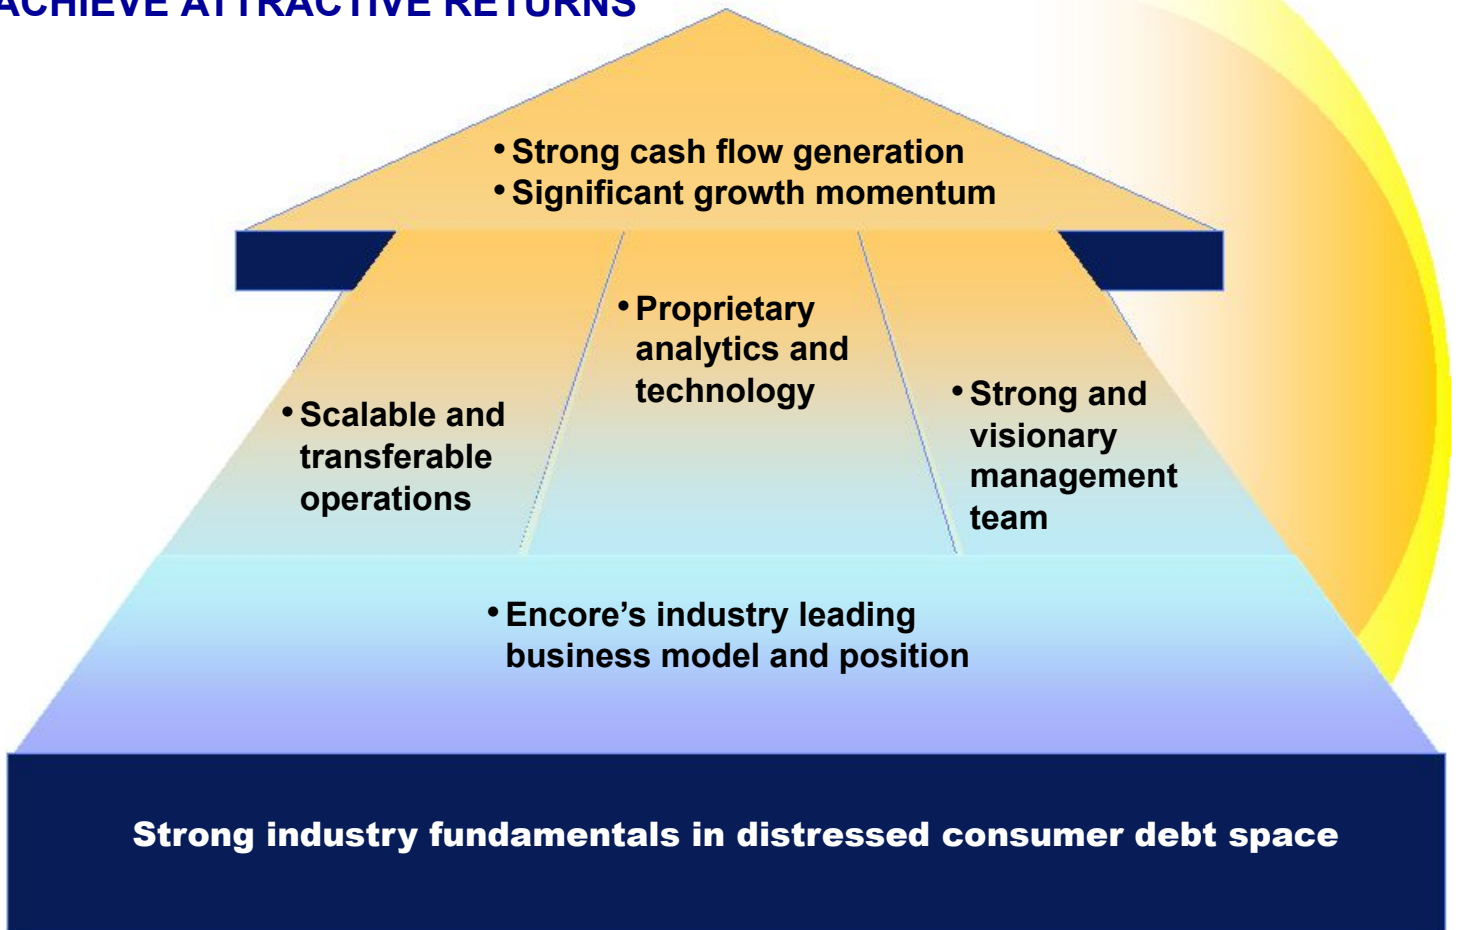 ACHIEVE ATTRACTIVE RETURNS
• Strong cash flow generation
• Significant growth momentum
• Proprietary
analytics and
technology
• Scalable and
transferable
operations
• Strong and
visionary
management
team
• Encore’s industry leading
business model and position
Strong industry fundamentals in distressed consumer debt space